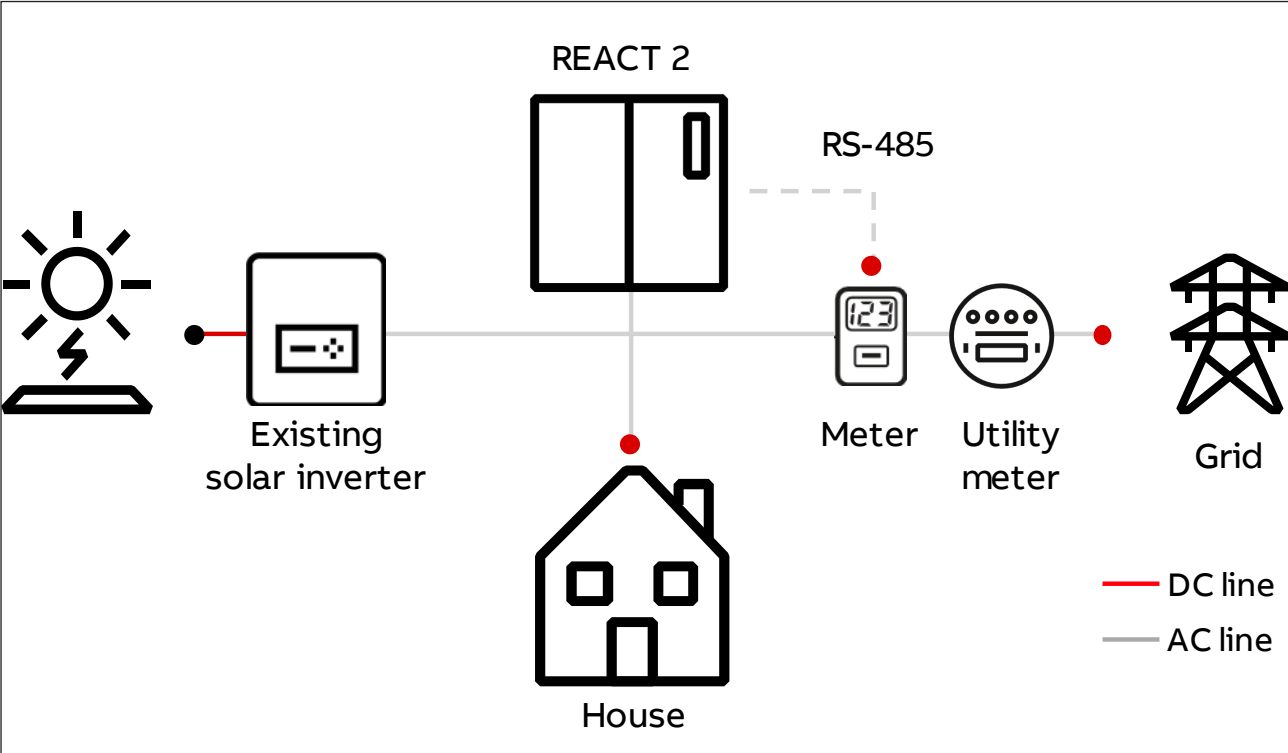 REACT 2
RS-485
123
Existing
solar inverter
Meter
Utility
meter
Grid
DC line
AC line
House